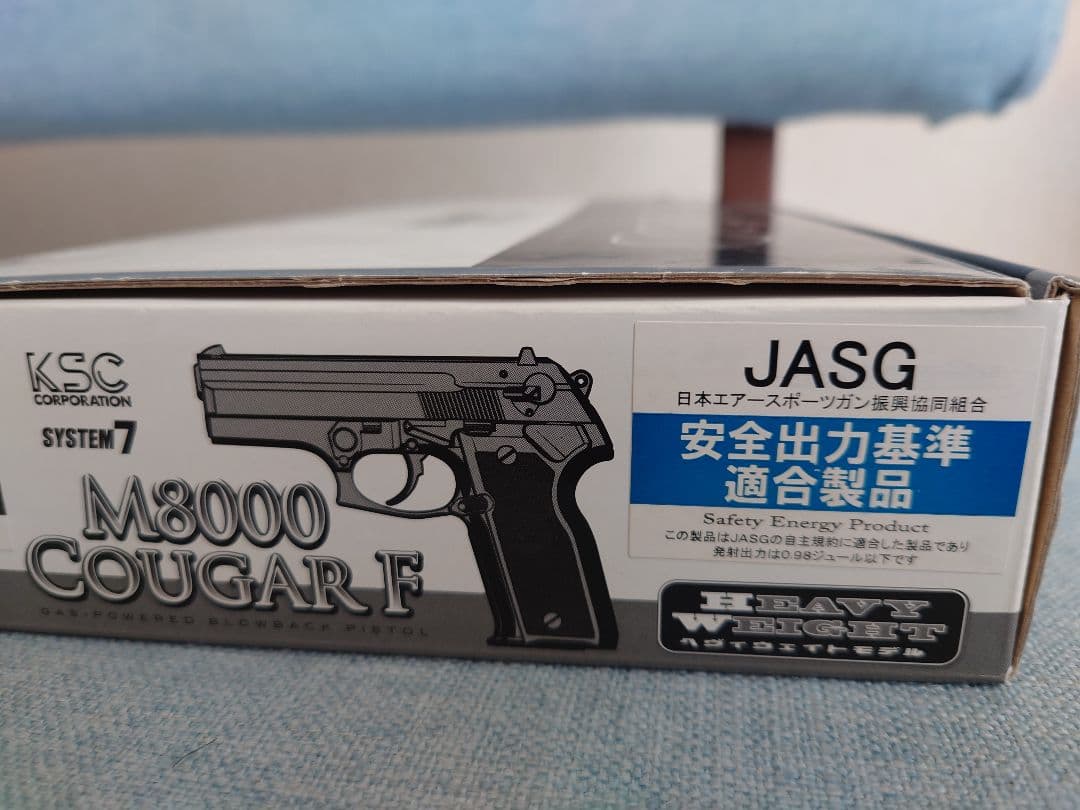 KSC
CORPORATION
SYSTEM7
M8000
COUGAR F
GAS-POWERED BLOWBACK PISTOL
JASG
日本エアースポーツガン振興協同組合
安全出力基準
適合製品
Safety Energy Product
この製品はJASGの自主規約に適合した製品であり
発射出力は0.98ジュール以下です
HEAVY
WEIGHT
ヘヴィウェイトモデル